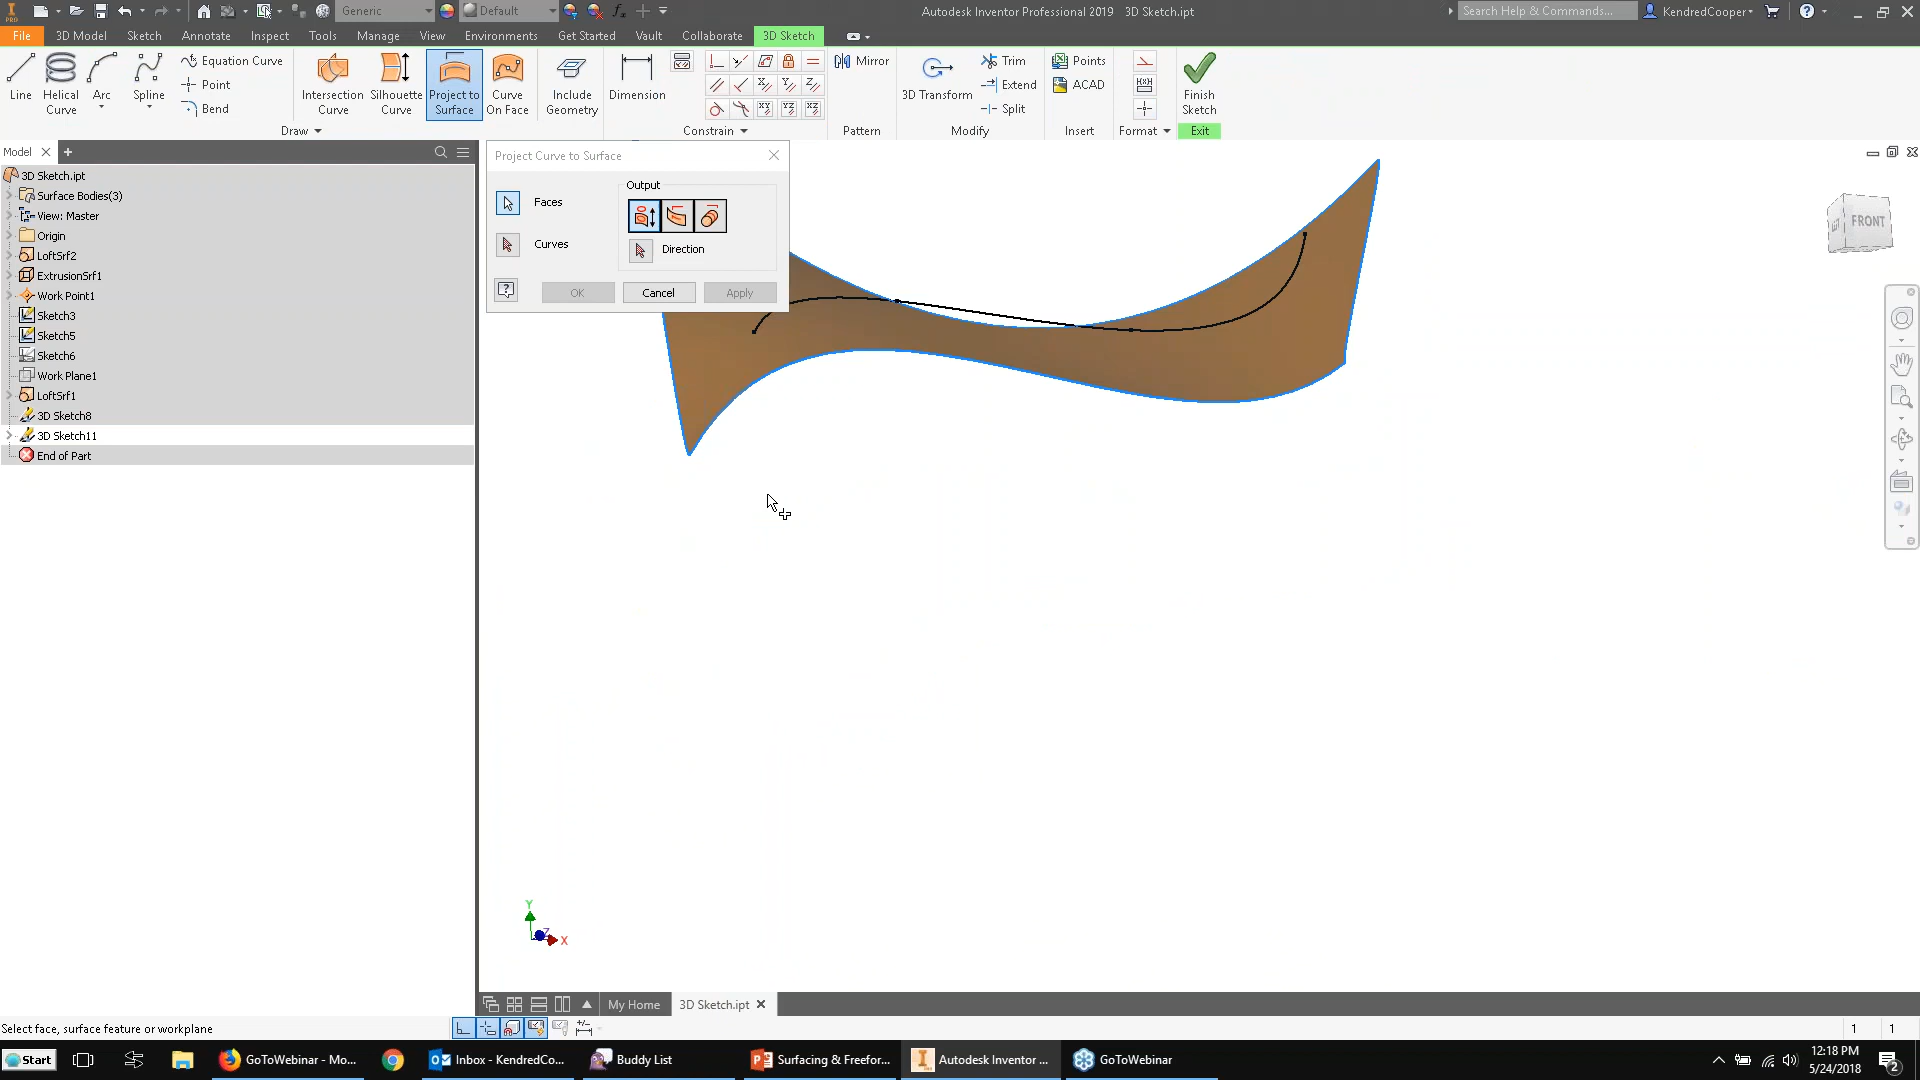 PRO
Generic
Default
Autodesk Inventor Professional 2019 3D Sketch.ipt
Search Help & Commands...
KendredCooper
File 3D Model Sketch Annotate Inspect Tools Manage View Environments Get Started Vault Collaborate 3D Sketch
Line
Helical Curve
Arc
Spline
Equation Curve
Point
Bend
Intersection Curve
Silhouette Curve
Project to Surface
Curve On Face
Include Geometry
Dimension
Mirror
3D Transform
Trim
Extend
Split
Points
ACAD
Finish Sketch
Draw
Constrain
Pattern
Modify
Insert
Format
Exit
Model
3D Sketch.ipt
Surface Bodies(3)
View: Master
Origin
LoftSrf2
ExtrusionSrf1
Work Point1
Sketch3
Sketch5
Sketch6
Work Plane1
LoftSrf1
3D Sketch8
3D Sketch11
End of Part
Project Curve to Surface
Faces
Curves
Output
Direction
OK
Cancel
Apply
FRONT
Y
Z
X
My Home
3D Sketch.ipt
Select face, surface feature or workplane
1 1
Start
GoToWebinar - Mo...
Inbox - KendredCo...
Buddy List
Surfacing & Freefor...
Autodesk Inventor ...
GoToWebinar
12:18 PM
5/24/2018
2